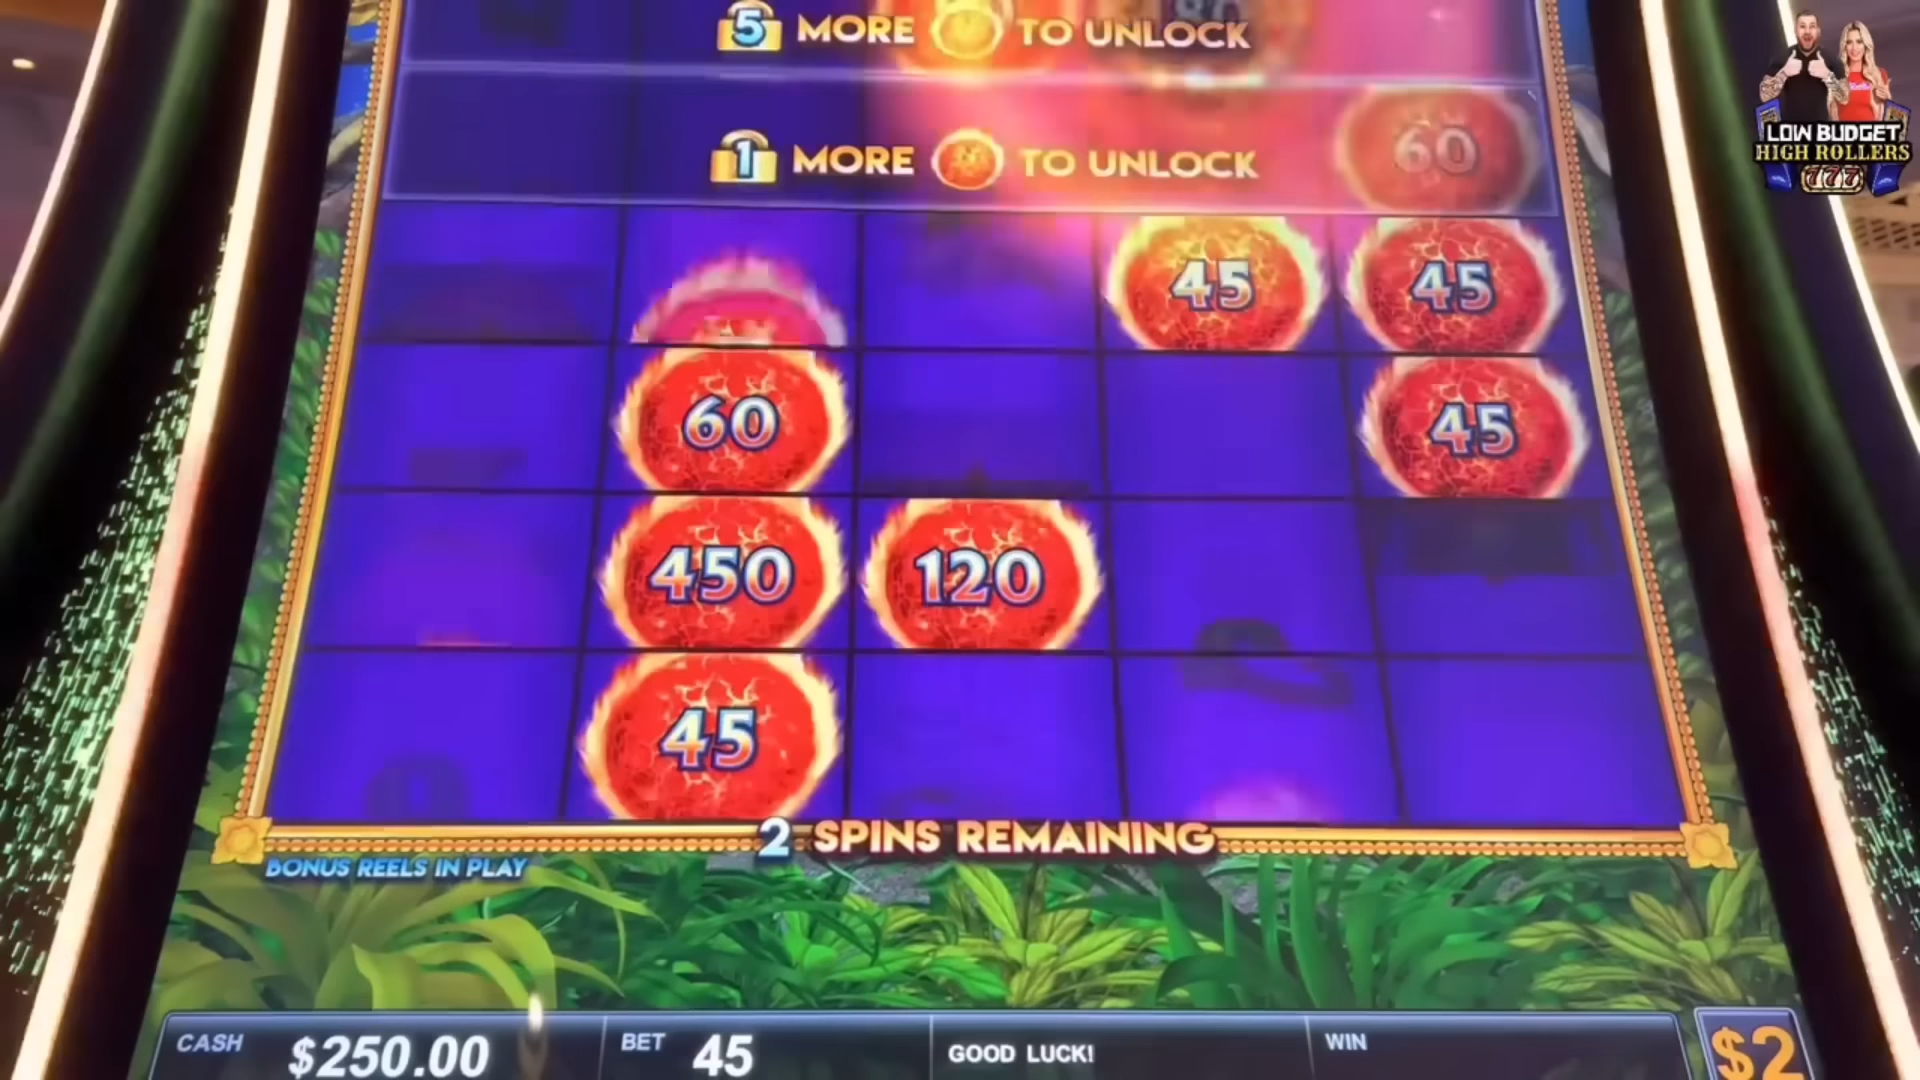 5 MORE TO UNLOCK
1 MORE TO UNLOCK
60
45 45
60 45
450 120
45
2 SPINS REMAINING
BONUS REELS IN PLAY
CASH $250.00 BET 45 GOOD LUCK! WIN $2
LOW BUDGET
HIGH ROLLERS
777